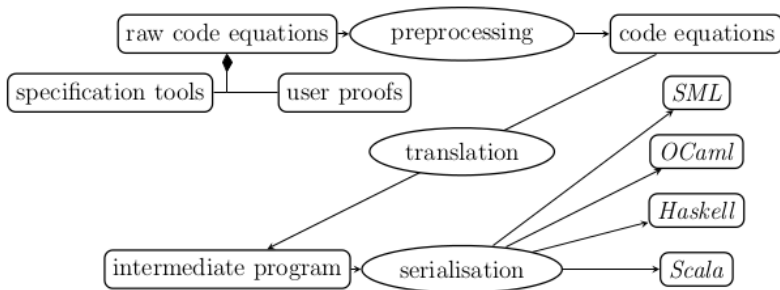 raw code equations
preprocessing
code equations
specification tools
user proofs
SML
translation
OCaml
Haskell
intermediate program
serialisation
Scala